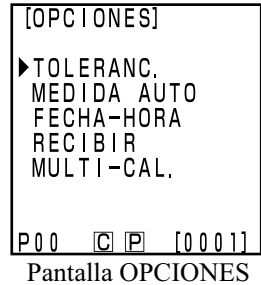 [OPCIONES]
▶TOLERANC.
MEDIDA AUTO
FECHA-HORA
RECIBIR
MULTI-CAL.
P00 C P [0001]
Pantalla OPCIONES